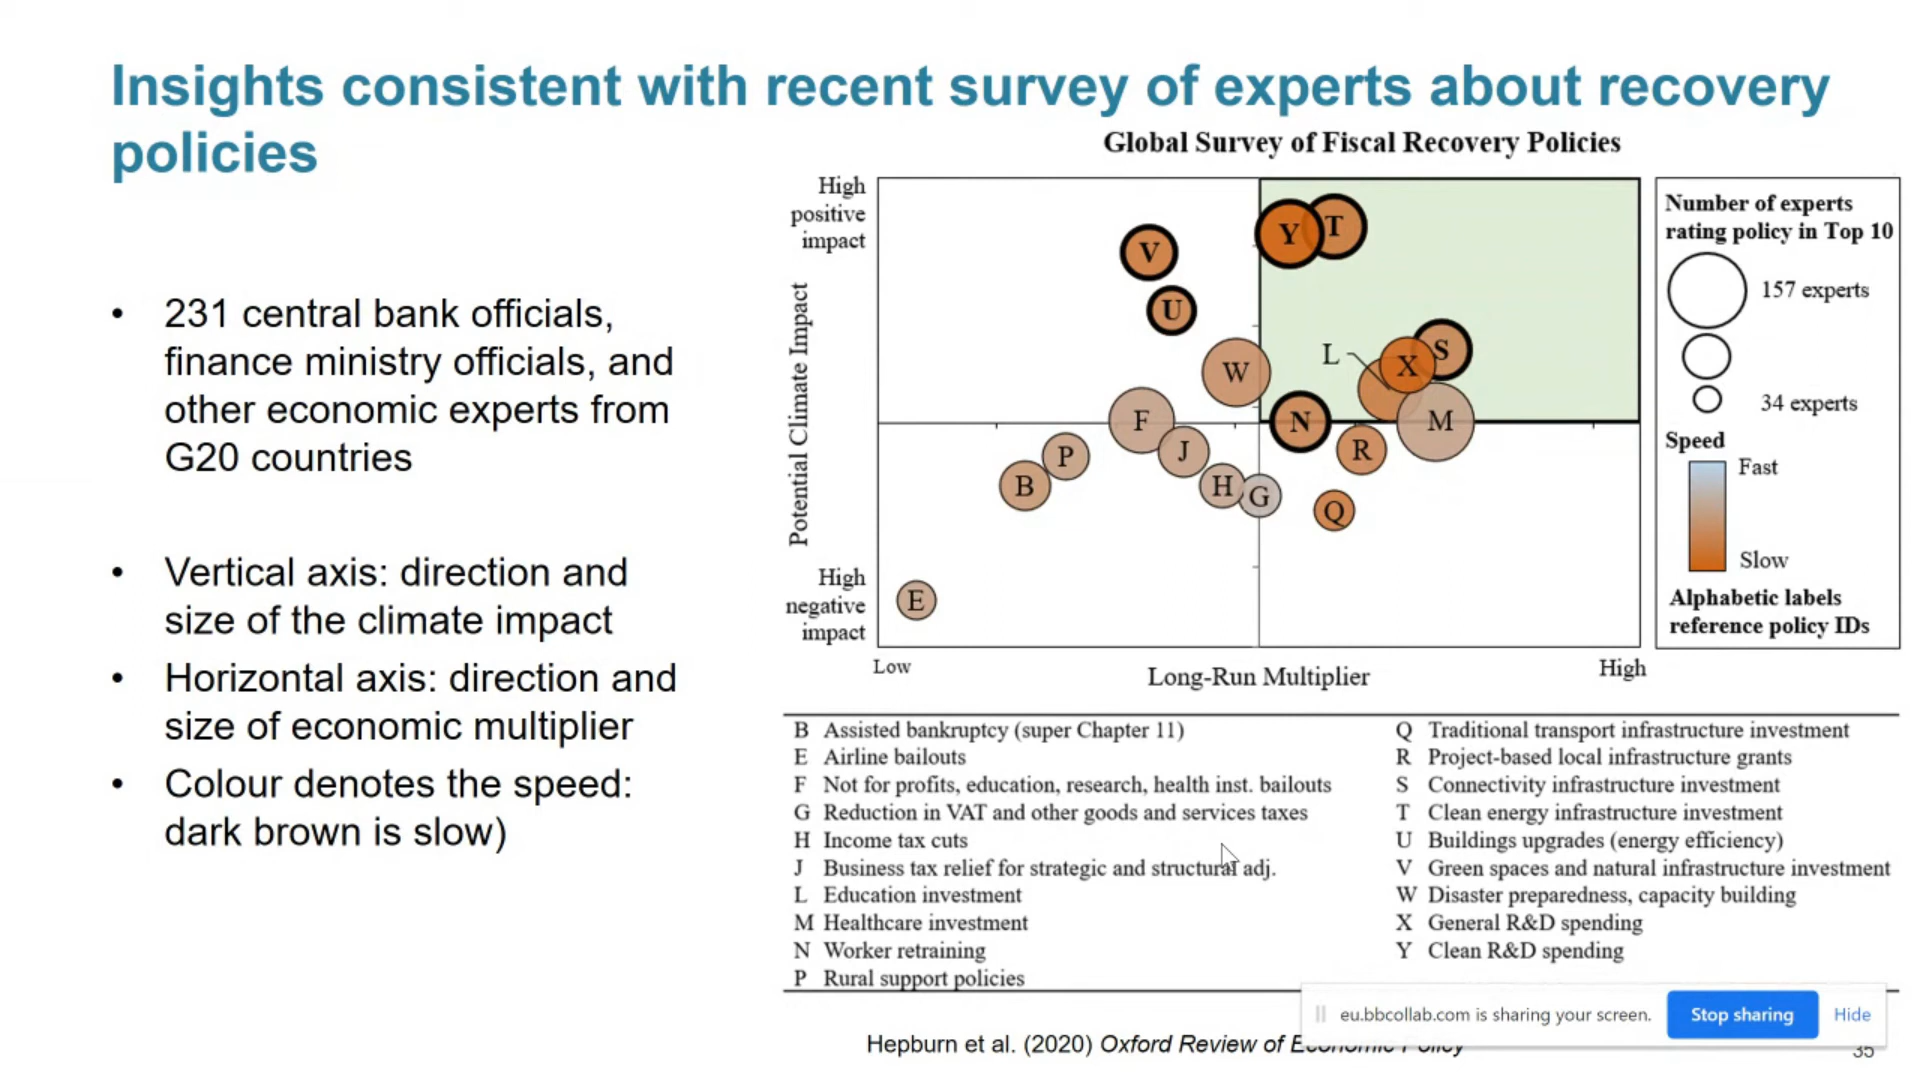 Insights consistent with recent survey of experts about recovery
policies
• 231 central bank officials,
finance ministry officials, and
other economic experts from
G20 countries
• Vertical axis: direction and
size of the climate impact
• Horizontal axis: direction and
size of economic multiplier
• Colour denotes the speed:
dark brown is slow)
Global Survey of Fiscal Recovery Policies
High
positive
impact
Potential Climate Impact
High
negative
impact
Low
Long-Run Multiplier
High
Y
T
V
U
W
L
X
S
F
N
M
J
R
P
B
H
G
Q
E
Number of experts
rating policy in Top 10
157 experts
34 experts
Speed
Fast
Slow
Alphabetic labels
reference policy IDs
B Assisted bankruptcy (super Chapter 11)
E Airline bailouts
F Not for profits, education, research, health inst. bailouts
G Reduction in VAT and other goods and services taxes
H Income tax cuts
J Business tax relief for strategic and structural adj.
L Education investment
M Healthcare investment
N Worker retraining
P Rural support policies
Q Traditional transport infrastructure investment
R Project-based local infrastructure grants
S Connectivity infrastructure investment
T Clean energy infrastructure investment
U Buildings upgrades (energy efficiency)
V Green spaces and natural infrastructure investment
W Disaster preparedness, capacity building
X General R&D spending
Y Clean R&D spending
eu.bbcollab.com is sharing your screen.
Stop sharing
Hide
Hepburn et al. (2020) Oxford Review of Economic Policy
35